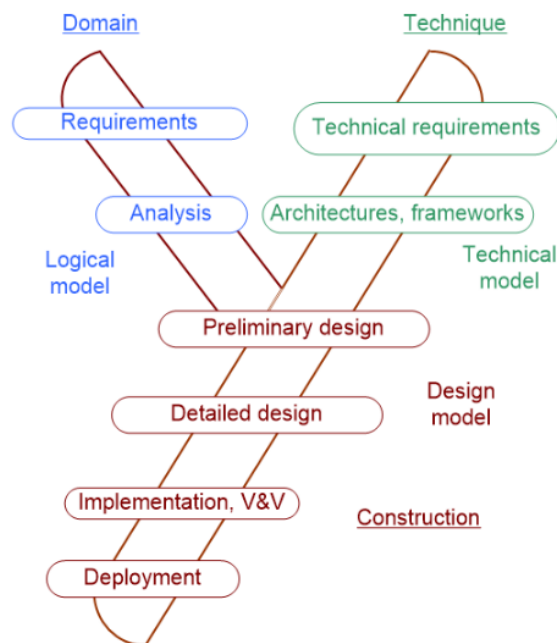 Domain
Technique
Requirements
Technical requirements
Analysis
Architectures, frameworks
Logical
model
Technical
model
Preliminary design
Detailed design
Design
model
Implementation, V&V
Construction
Deployment